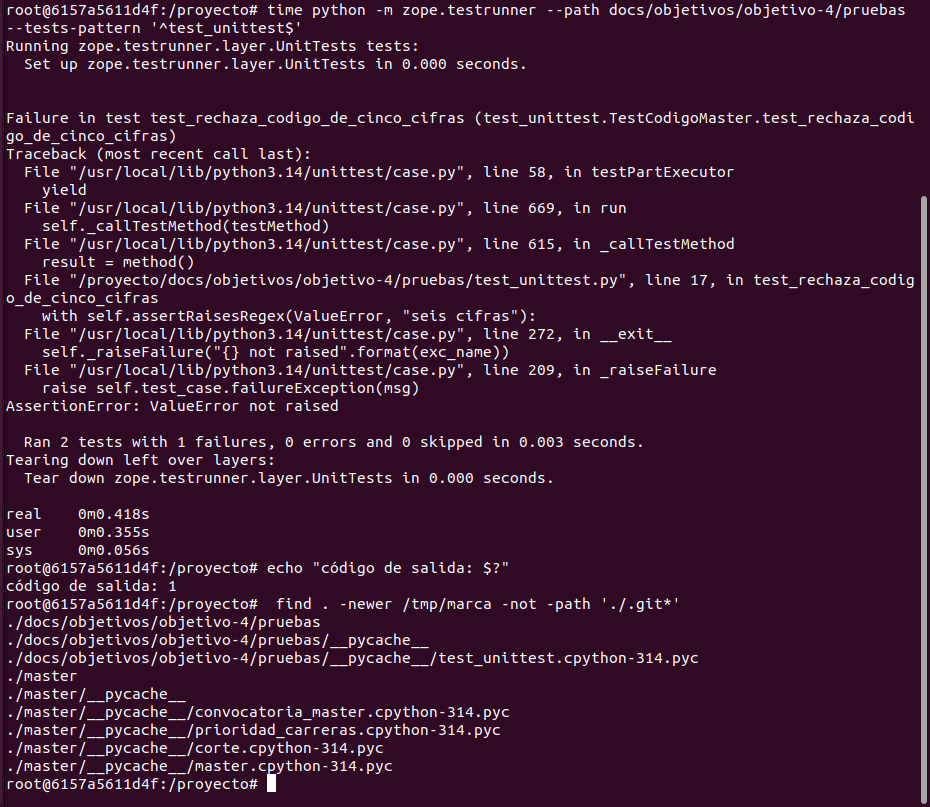 root@6157a5611d4f:/proyecto# time python -m zope.testrunner --path docs/objetivos/objetivo-4/pruebas
--tests-pattern '^test_unittest$'
Running zope.testrunner.layer.UnitTests tests:
  Set up zope.testrunner.layer.UnitTests in 0.000 seconds.


Failure in test test_rechaza_codigo_de_cinco_cifras (test_unittest.TestCodigoMaster.test_rechaza_codi
go_de_cinco_cifras)
Traceback (most recent call last):
  File "/usr/local/lib/python3.14/unittest/case.py", line 58, in testPartExecutor
    yield
  File "/usr/local/lib/python3.14/unittest/case.py", line 669, in run
    self._callTestMethod(testMethod)
  File "/usr/local/lib/python3.14/unittest/case.py", line 615, in _callTestMethod
    result = method()
  File "/proyecto/docs/objetivos/objetivo-4/pruebas/test_unittest.py", line 17, in test_rechaza_codig
o_de_cinco_cifras
    with self.assertRaisesRegex(ValueError, "seis cifras"):
  File "/usr/local/lib/python3.14/unittest/case.py", line 272, in __exit__
    self._raiseFailure("{} not raised".format(exc_name))
  File "/usr/local/lib/python3.14/unittest/case.py", line 209, in _raiseFailure
    raise self.test_case.failureException(msg)
AssertionError: ValueError not raised

  Ran 2 tests with 1 failures, 0 errors and 0 skipped in 0.003 seconds.
Tearing down left over layers:
  Tear down zope.testrunner.layer.UnitTests in 0.000 seconds.

real    0m0.418s
user    0m0.355s
sys     0m0.056s
root@6157a5611d4f:/proyecto# echo "código de salida: $?"
código de salida: 1
root@6157a5611d4f:/proyecto#  find . -newer /tmp/marca -not -path './.git*'
./docs/objetivos/objetivo-4/pruebas
./docs/objetivos/objetivo-4/pruebas/__pycache__
./docs/objetivos/objetivo-4/pruebas/__pycache__/test_unittest.cpython-314.pyc
./master
./master/__pycache__
./master/__pycache__/convocatoria_master.cpython-314.pyc
./master/__pycache__/prioridad_carreras.cpython-314.pyc
./master/__pycache__/corte.cpython-314.pyc
./master/__pycache__/master.cpython-314.pyc
root@6157a5611d4f:/proyecto#